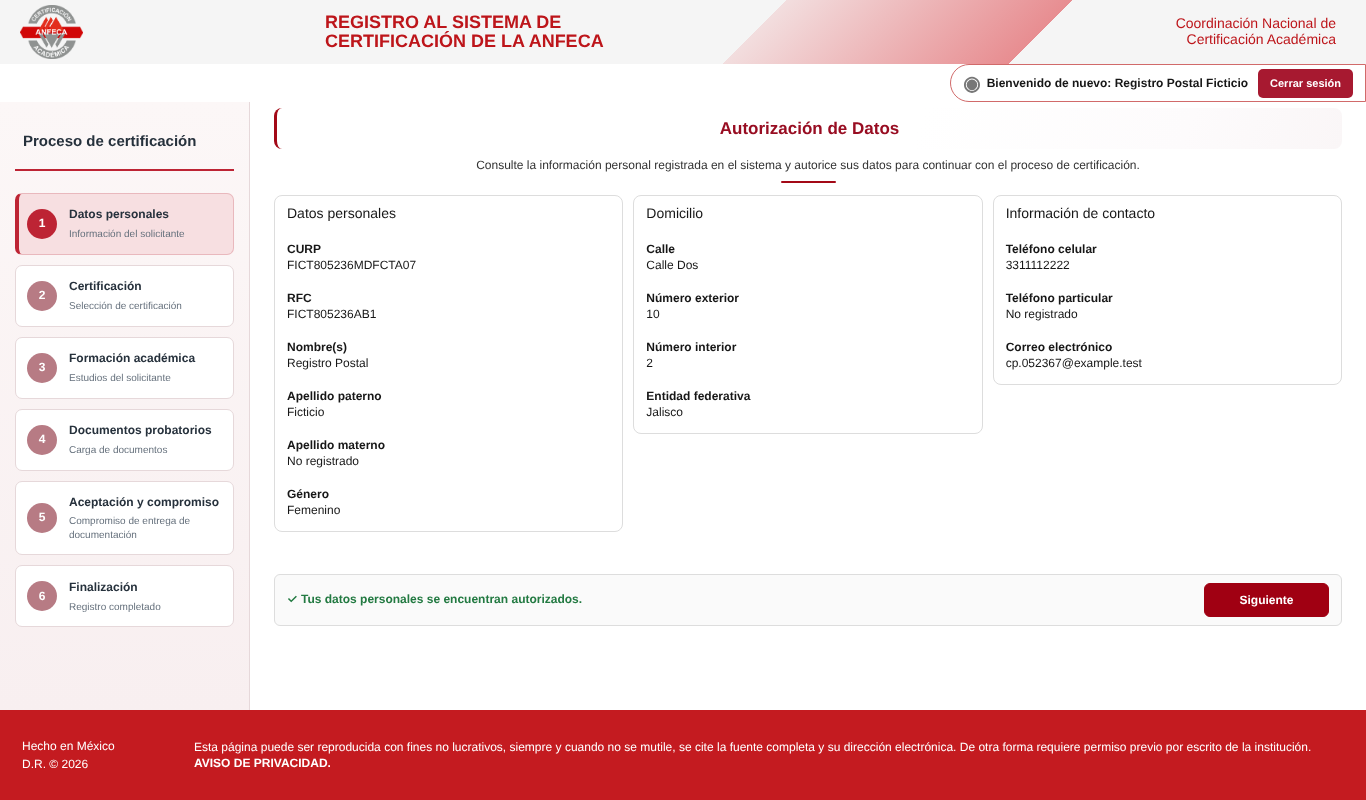 CERTIFICACIÓN
ANFECA
ACADÉMICA
REGISTRO AL SISTEMA DE
CERTIFICACIÓN DE LA ANFECA
Coordinación Nacional de
Certificación Académica
Bienvenido de nuevo: Registro Postal Ficticio
Cerrar sesión
Proceso de certificación
1
Datos personales
Información del solicitante
2
Certificación
Selección de certificación
3
Formación académica
Estudios del solicitante
4
Documentos probatorios
Carga de documentos
5
Aceptación y compromiso
Compromiso de entrega de
documentación
6
Finalización
Registro completado
Autorización de Datos
Consulte la información personal registrada en el sistema y autorice sus datos para continuar con el proceso de certificación.
Datos personales
CURP
FICT805236MDFCTA07
RFC
FICT805236AB1
Nombre(s)
Registro Postal
Apellido paterno
Ficticio
Apellido materno
No registrado
Género
Femenino
Domicilio
Calle
Calle Dos
Número exterior
10
Número interior
2
Entidad federativa
Jalisco
Información de contacto
Teléfono celular
3311112222
Teléfono particular
No registrado
Correo electrónico
cp.052367@example.test
✓ Tus datos personales se encuentran autorizados.
Siguiente
Hecho en México
D.R. © 2026
Esta página puede ser reproducida con fines no lucrativos, siempre y cuando no se mutile, se cite la fuente completa y su dirección electrónica. De otra forma requiere permiso previo por escrito de la institución.
AVISO DE PRIVACIDAD.